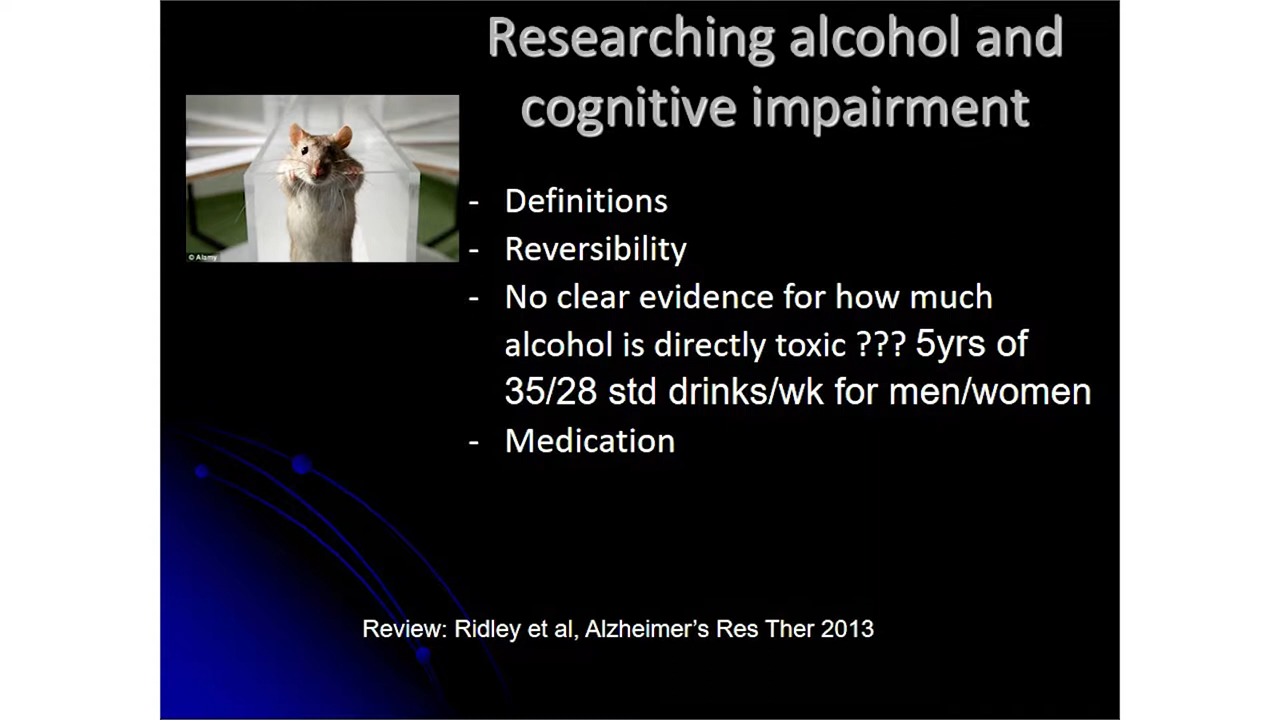 Researching alcohol and
cognitive impairment
© Alamy
- Definitions
- Reversibility
- No clear evidence for how much
alcohol is directly toxic ??? 5yrs of
35/28 std drinks/wk for men/women
- Medication
Review: Ridley et al, Alzheimer’s Res Ther 2013